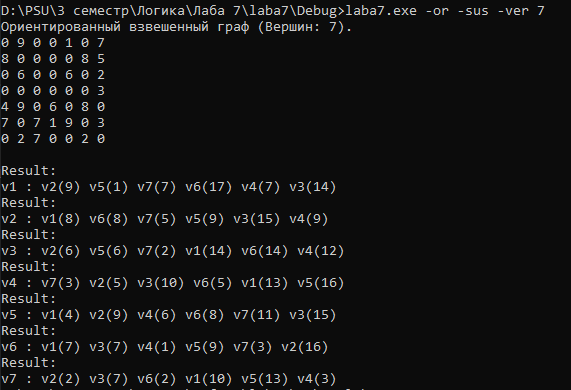 D:\PSU\3 семестр\Логика\Лаба 7\laba7\Debug>laba7.exe -or -sus -ver 7
Ориентированный взвешенный граф (Вершин: 7).
0 9 0 0 1 0 7
8 0 0 0 0 8 5
0 6 0 0 6 0 2
0 0 0 0 0 0 3
4 9 0 6 0 8 0
7 0 7 1 9 0 3
0 2 7 0 0 2 0
Result:
v1 : v2(9) v5(1) v7(7) v6(17) v4(7) v3(14)
Result:
v2 : v1(8) v6(8) v7(5) v5(9) v3(15) v4(9)
Result:
v3 : v2(6) v5(6) v7(2) v1(14) v6(14) v4(12)
Result:
v4 : v7(3) v2(5) v3(10) v6(5) v1(13) v5(16)
Result:
v5 : v1(4) v2(9) v4(6) v6(8) v7(11) v3(15)
Result:
v6 : v1(7) v3(7) v4(1) v5(9) v7(3) v2(16)
Result:
v7 : v2(2) v3(7) v6(2) v1(10) v5(13) v4(3)